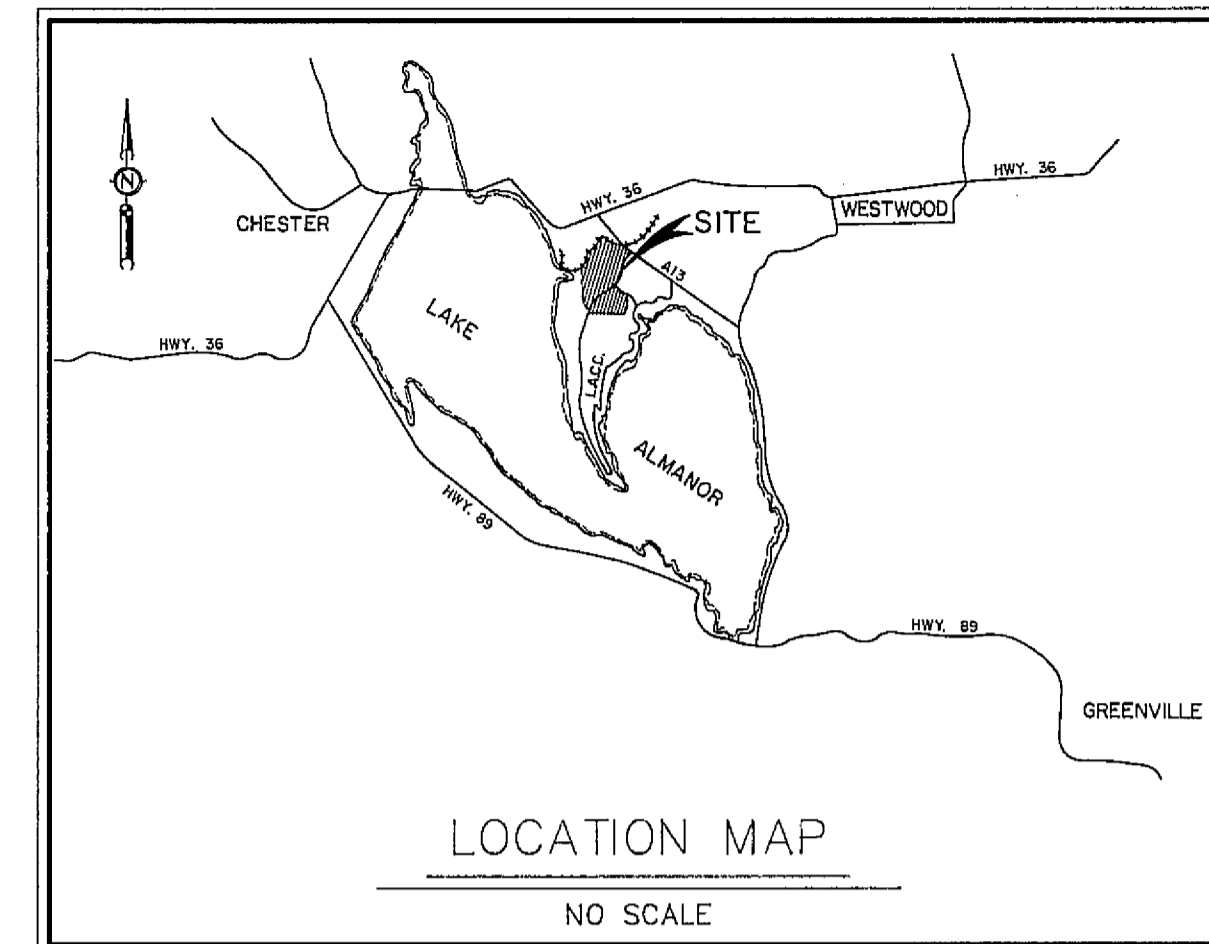 N
CHESTER
HWY. 36
HWY. 36
WESTWOOD
SITE
A13
LAKE
HWY. 36
L.A.C.C.
ALMANOR
HWY. 89
HWY. 89
GREENVILLE
LOCATION MAP
NO SCALE